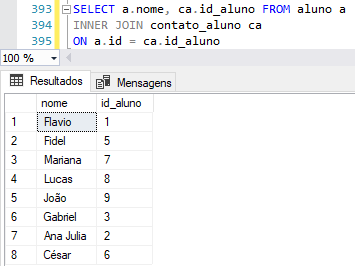 393 SELECT a.nome, ca.id_aluno FROM aluno a
394 INNER JOIN contato_aluno ca
395 ON a.id = ca.id_aluno
100 %
Resultados Mensagens
nome id_aluno
1 Flavio 1
2 Fidel 5
3 Mariana 7
4 Lucas 8
5 João 9
6 Gabriel 3
7 Ana Julia 2
8 César 6